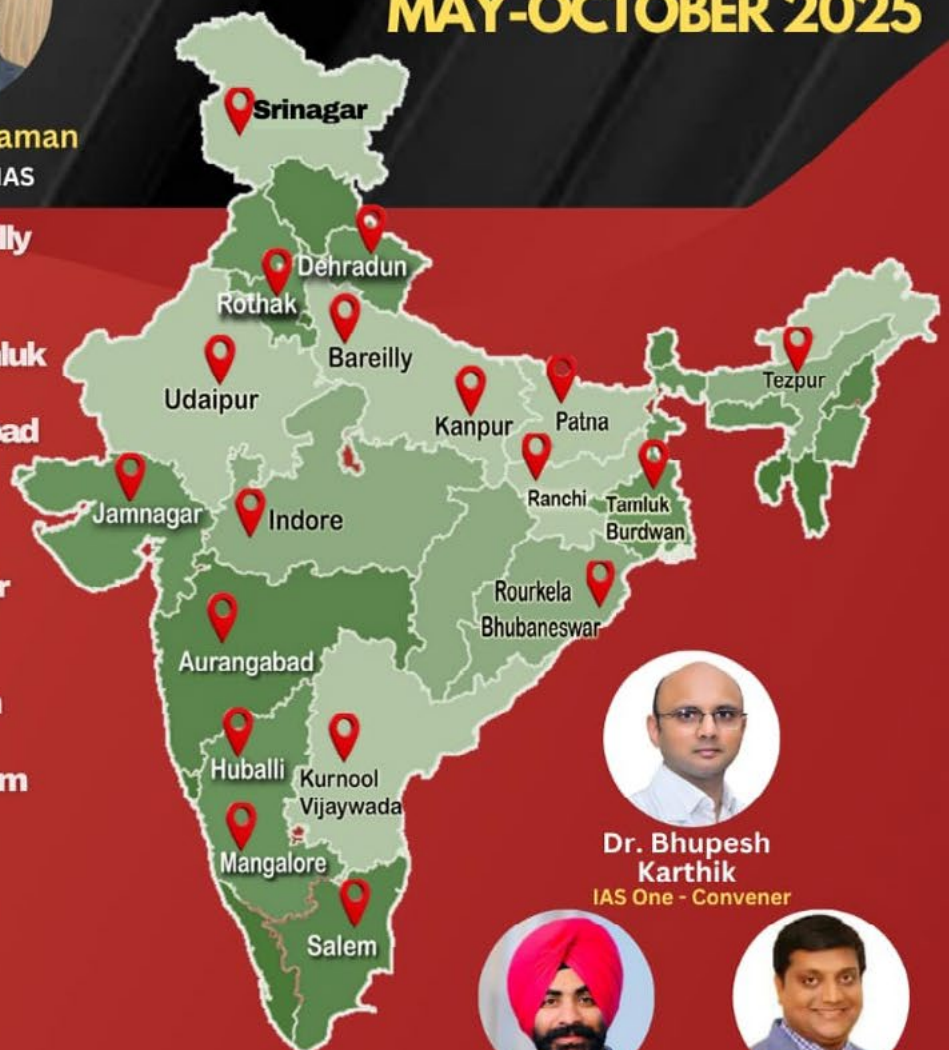 MAY-OCTOBER 2025
aman
IAS
lly
luk
ad
r
m
Srinagar
Dehradun
Rothak
Bareilly
Udaipur
Kanpur
Patna
Tezpur
Jamnagar
Indore
Ranchi
Tamluk
Burdwan
Rourkela
Bhubaneswar
Aurangabad
Huballi
Kurnool
Vijaywada
Mangalore
Salem
Dr. Bhupesh
Karthik
IAS One - Convener